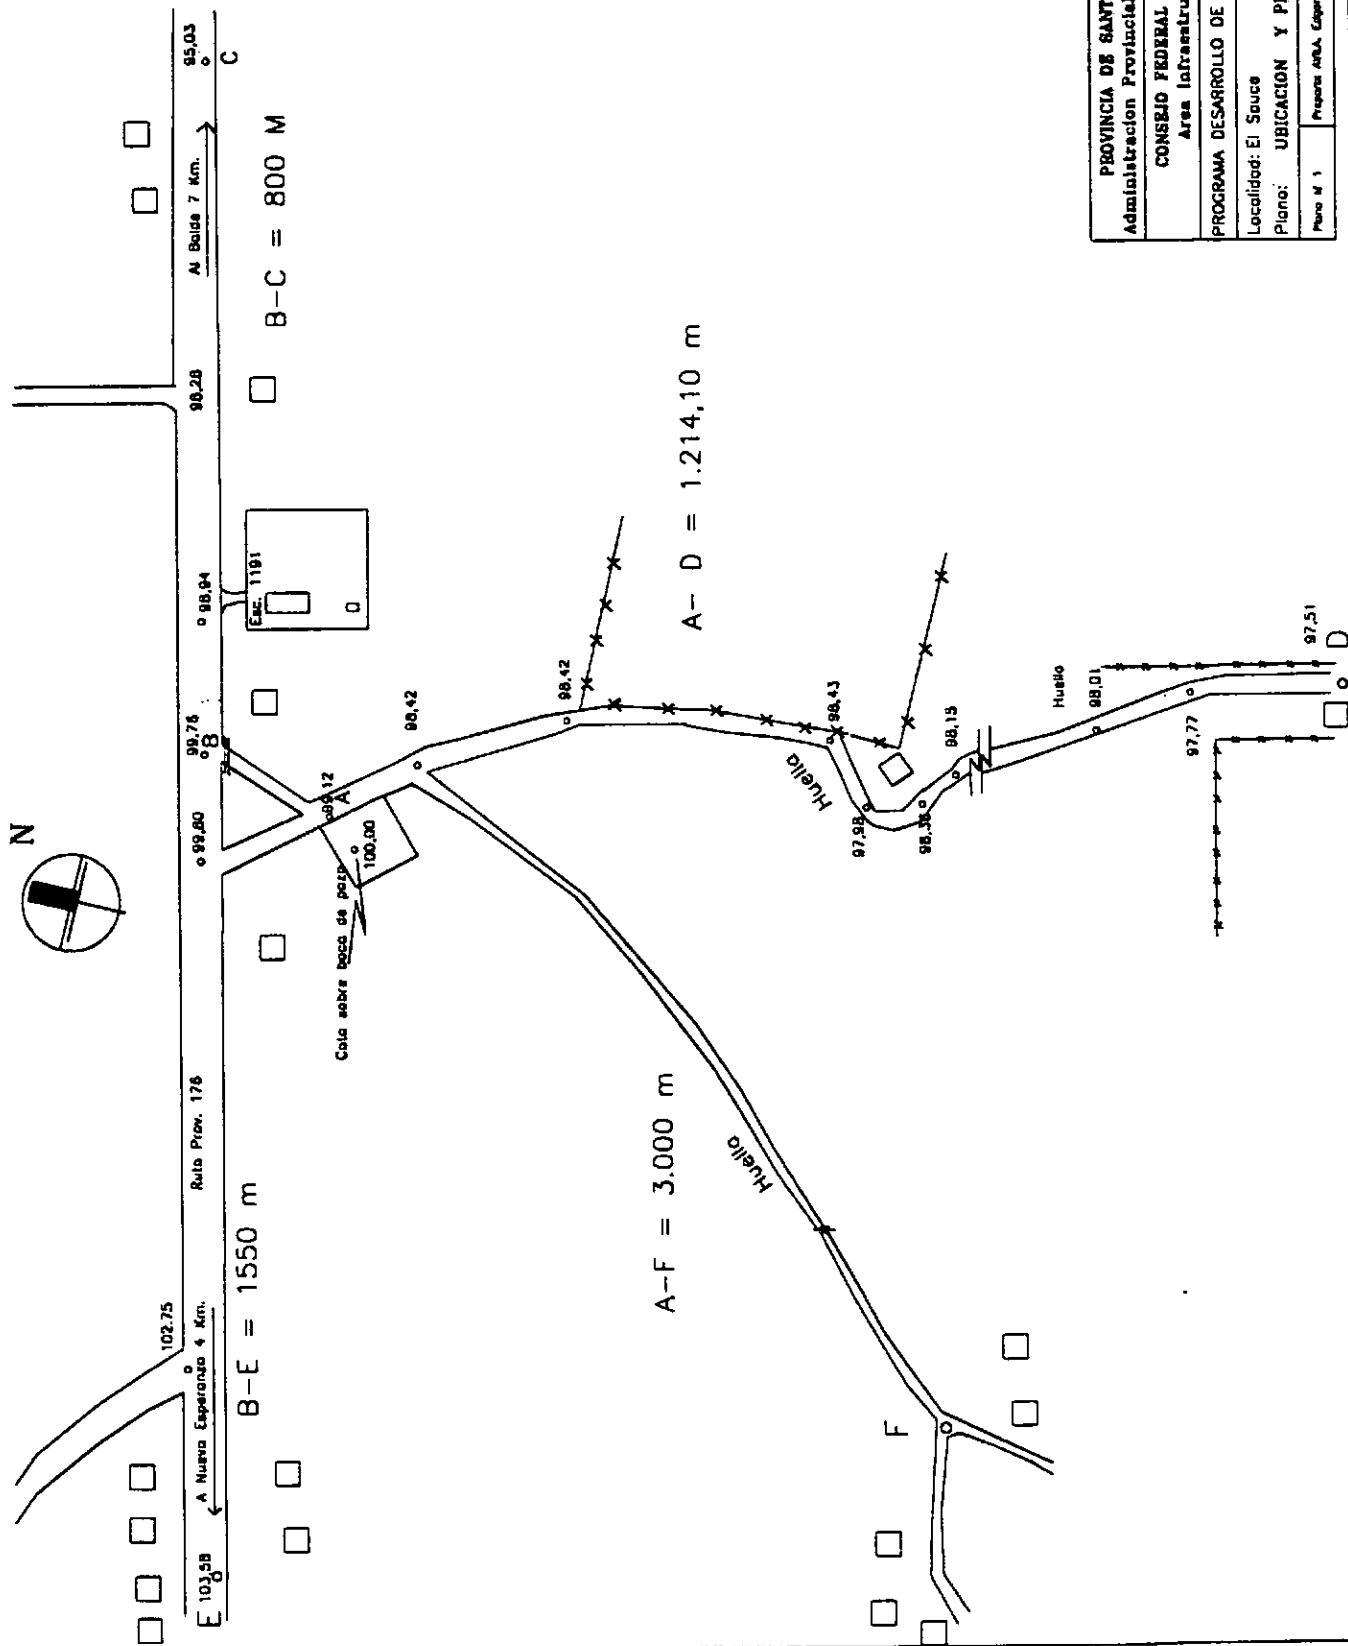 N
E
103,58
A Nueva Esperanza 4 Km.
102.75
Ruta Prov. 176
99,80
99,75
B
98,94
98,28
Al Balde 7 Km.
95,03
C
B-E = 1550 m
B-C = 800 M
Esc. 1191
Cota sobre boca de pozo
100,00
99,12
A
98,42
98,42
A-F = 3.000 m
A- D = 1.214,10 m
Huella
Huella
98,43
97,98
98,38
98,15
F
Huella
98,01
97,77
97,51
D
PROVINCIA DE SANT
Administracion Provincial
CONSEJO FEDERAL
Area Infraestru
PROGRAMA DESARROLLO DE
Localidad: El Sauce
Plano: UBICACION Y P
Plano Nº 1